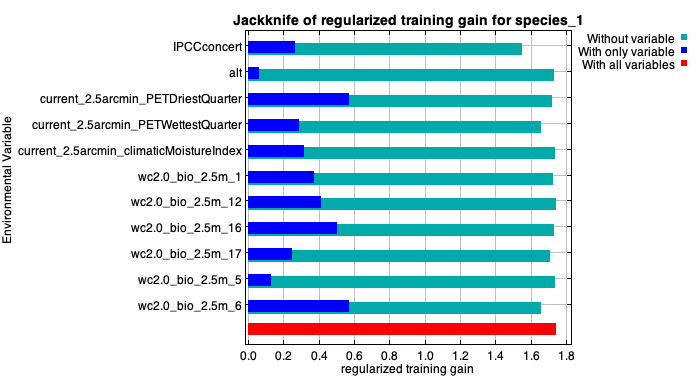 Jackknife of regularized training gain for species_1
Without variable
With only variable
With all variables
Environmental Variable
IPCCconcert
alt
current_2.5arcmin_PETDriestQuarter
current_2.5arcmin_PETWettestQuarter
current_2.5arcmin_climaticMoistureIndex
wc2.0_bio_2.5m_1
wc2.0_bio_2.5m_12
wc2.0_bio_2.5m_16
wc2.0_bio_2.5m_17
wc2.0_bio_2.5m_5
wc2.0_bio_2.5m_6
0.0 0.2 0.4 0.6 0.8 1.0 1.2 1.4 1.6 1.8
regularized training gain